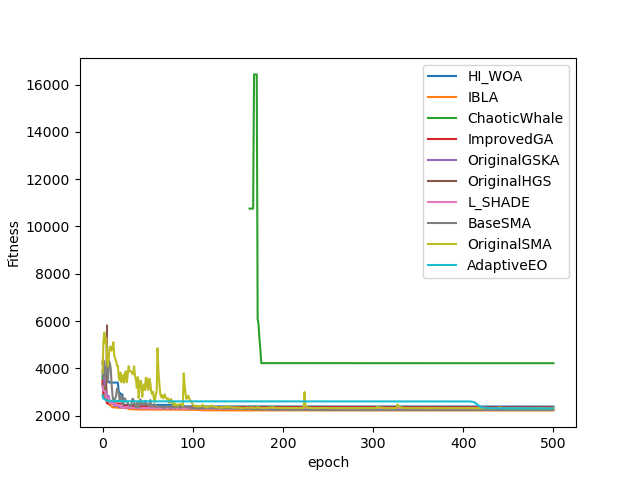 16000
14000
12000
10000
8000
6000
4000
2000
Fitness
0
100
200
300
400
500
epoch
HI_WOA
IBLA
ChaoticWhale
ImprovedGA
OriginalGSKA
OriginalHGS
L_SHADE
BaseSMA
OriginalSMA
AdaptiveEO